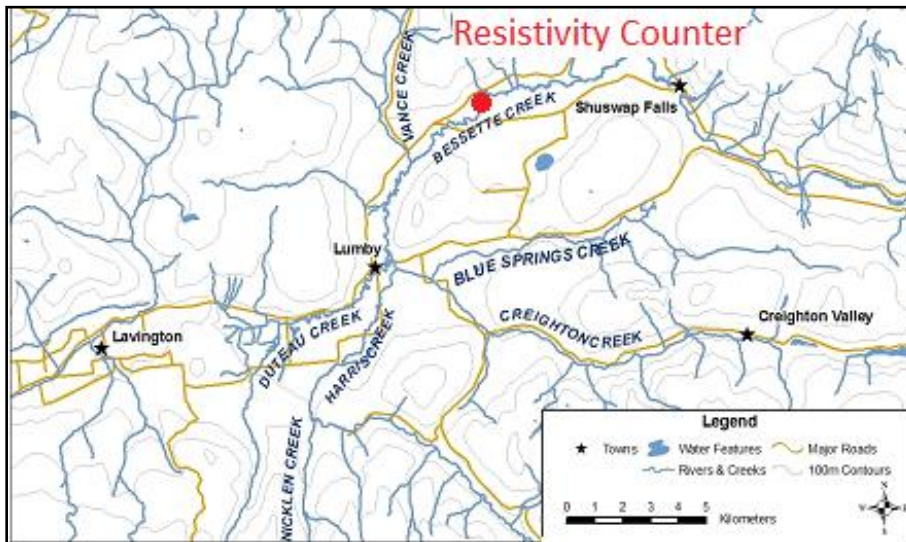 Resistivity Counter
VANCE CREEK
BESSETTE CREEK
Shuswap Falls
Lumby
BLUE SPRINGS CREEK
CREIGHTON CREEK
Creighton Valley
Lavington
DUTEAU CREEK
HARRIS CREEK
NICKLEN CREEK
Legend
Towns Water Features Major Roads
Rivers & Creeks 100m Contours
0 1 2 3 4 5
Kilometers
N
S